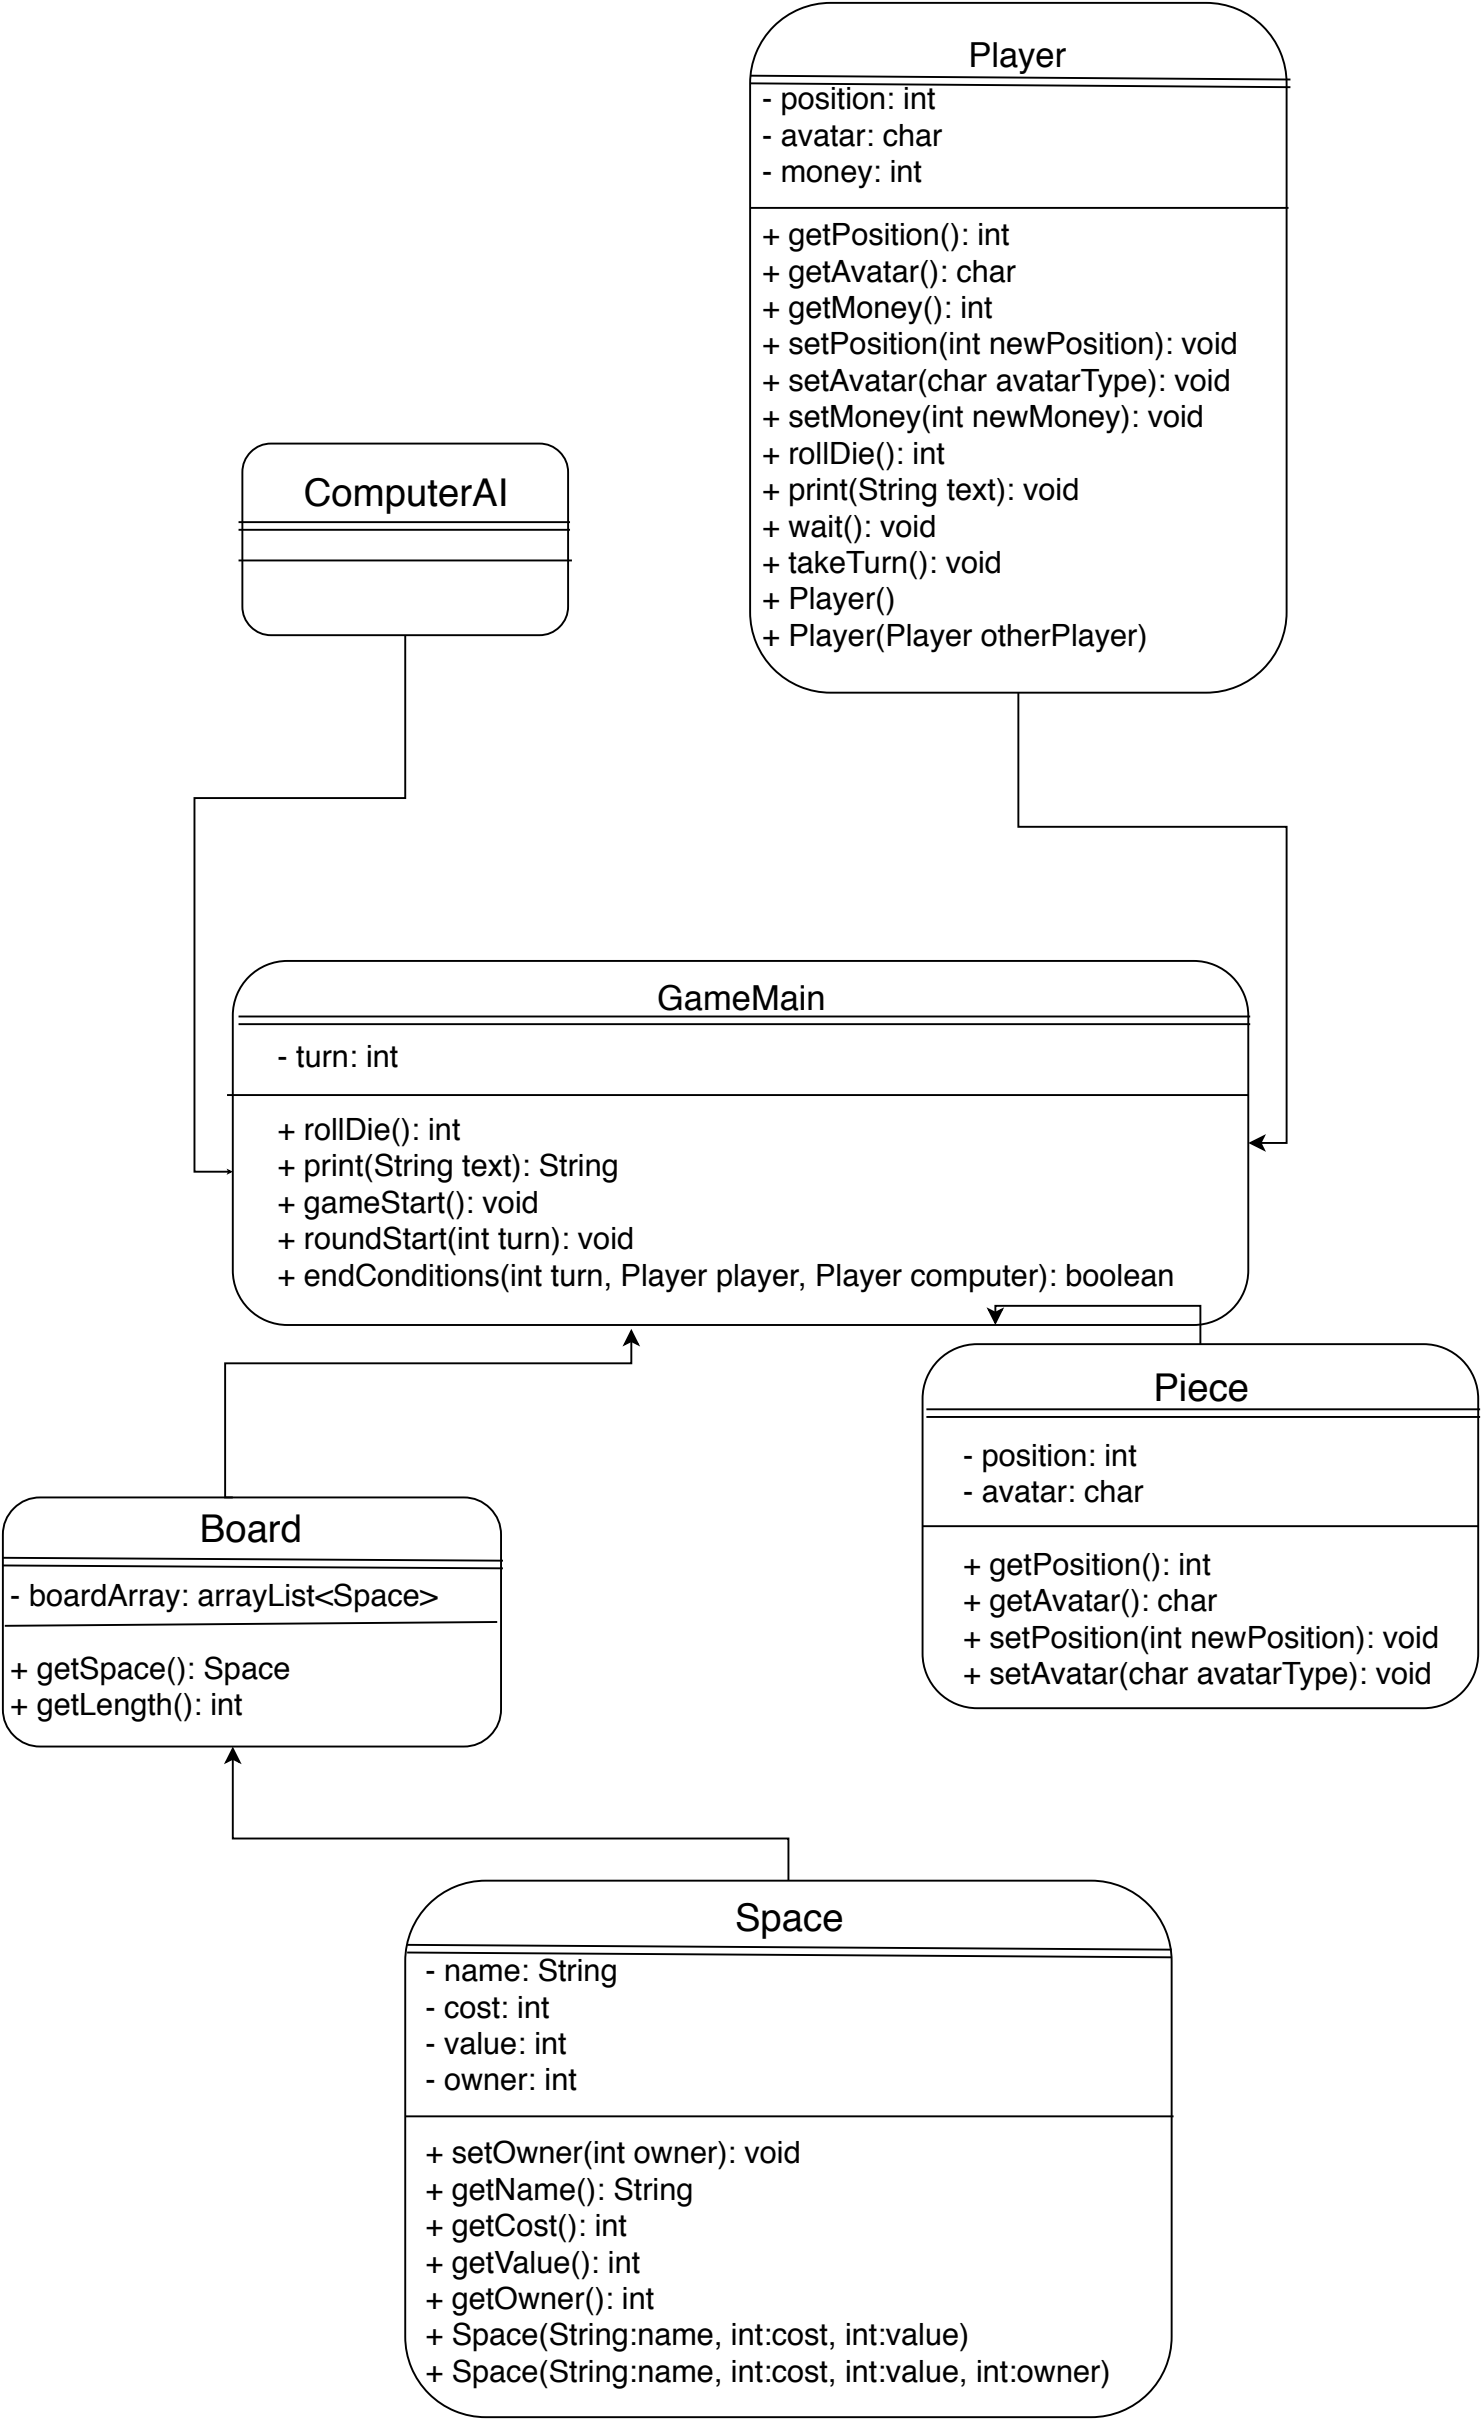 Player
- position: int
- avatar: char
- money: int
+ getPosition(): int
+ getAvatar(): char
+ getMoney(): int
+ setPosition(int newPosition): void
+ setAvatar(char avatarType): void
+ setMoney(int newMoney): void
+ rollDie(): int
+ print(String text): void
+ wait(): void
+ takeTurn(): void
+ Player()
+ Player(Player otherPlayer)
ComputerAI
GameMain
- turn: int
+ rollDie(): int
+ print(String text): String
+ gameStart(): void
+ roundStart(int turn): void
+ endConditions(int turn, Player player, Player computer): boolean
Piece
- position: int
- avatar: char
+ getPosition(): int
+ getAvatar(): char
+ setPosition(int newPosition): void
+ setAvatar(char avatarType): void
Board
- boardArray: arrayList<Space>
+ getSpace(): Space
+ getLength(): int
Space
- name: String
- cost: int
- value: int
- owner: int
+ setOwner(int owner): void
+ getName(): String
+ getCost(): int
+ getValue(): int
+ getOwner(): int
+ Space(String:name, int:cost, int:value)
+ Space(String:name, int:cost, int:value, int:owner)